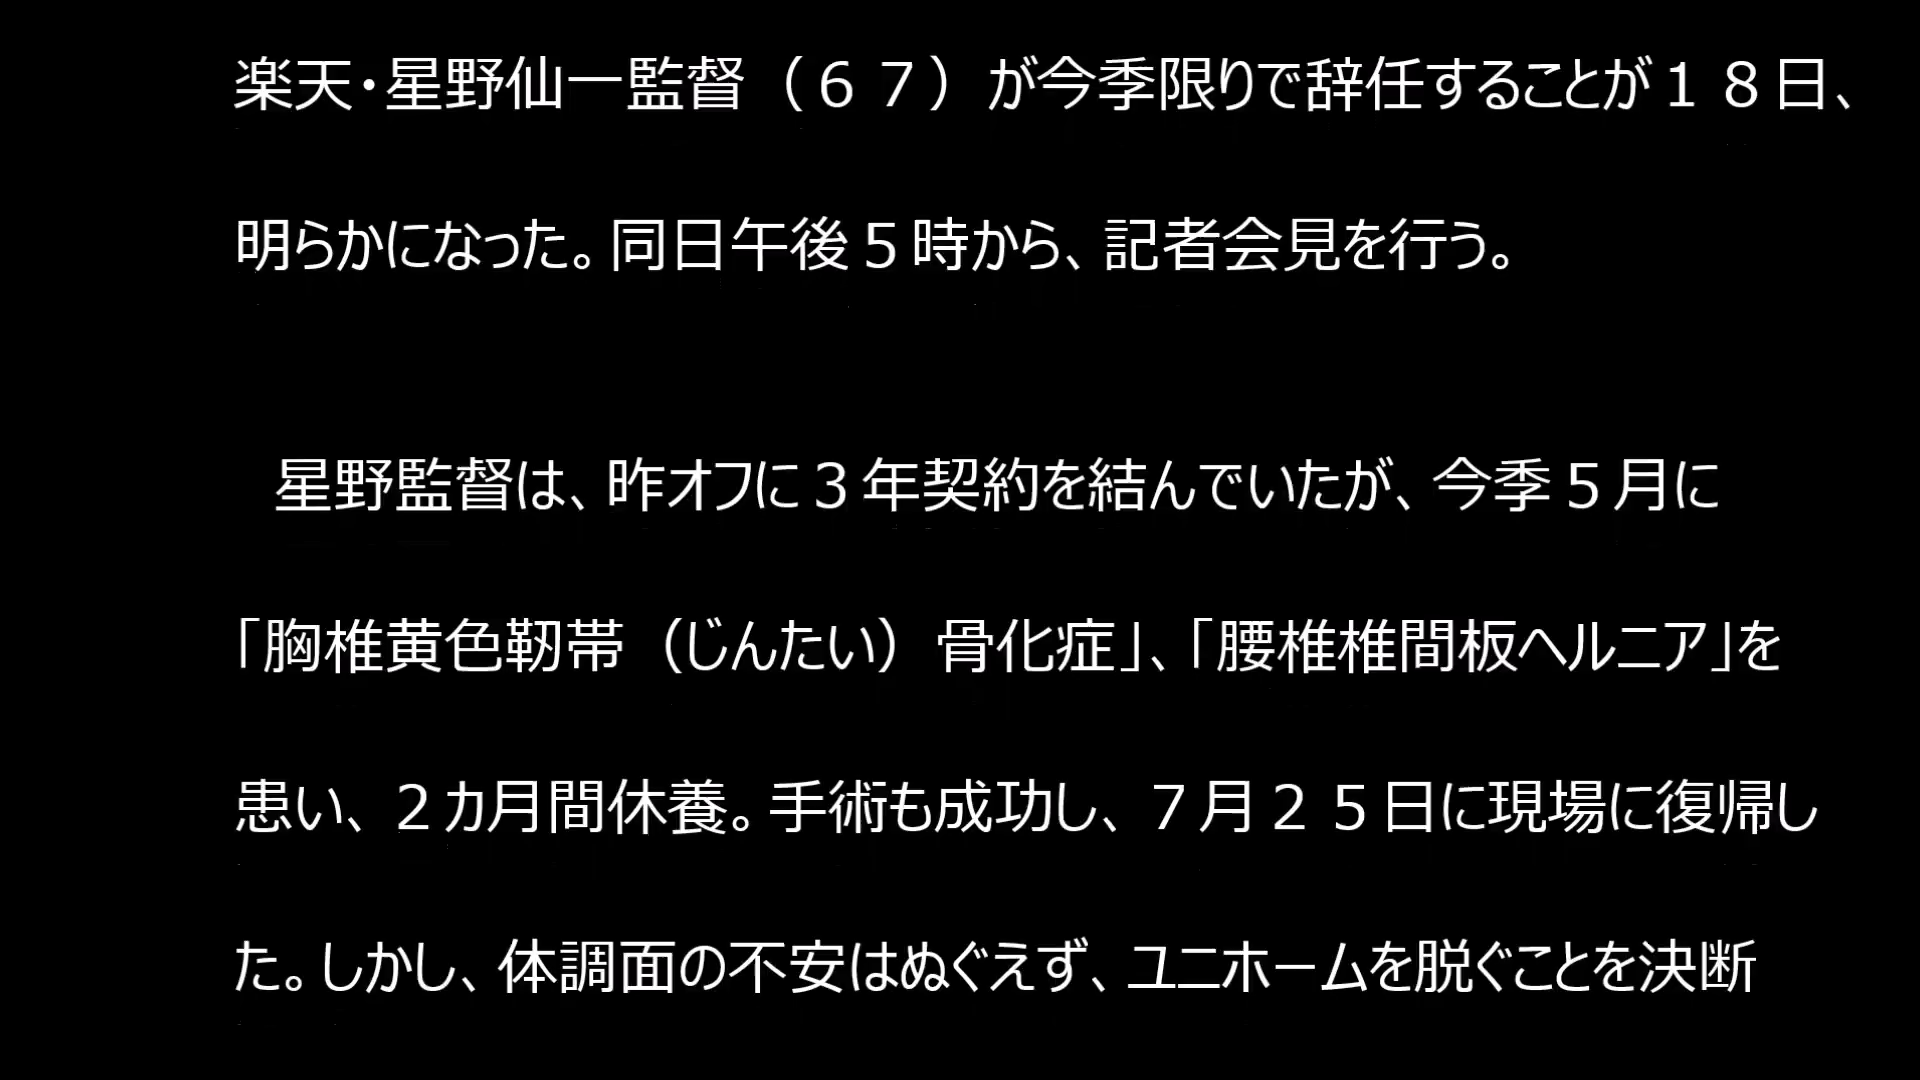 楽天・星野仙一監督（６７）が今季限りで辞任することが１８日、
明らかになった。同日午後５時から、記者会見を行う。
星野監督は、昨オフに３年契約を結んでいたが、今季５月に
「胸椎黄色靭帯（じんたい）骨化症」、「腰椎椎間板ヘルニア」を
患い、２カ月間休養。手術も成功し、７月２５日に現場に復帰し
た。しかし、体調面の不安はぬぐえず、ユニホームを脱ぐことを決断